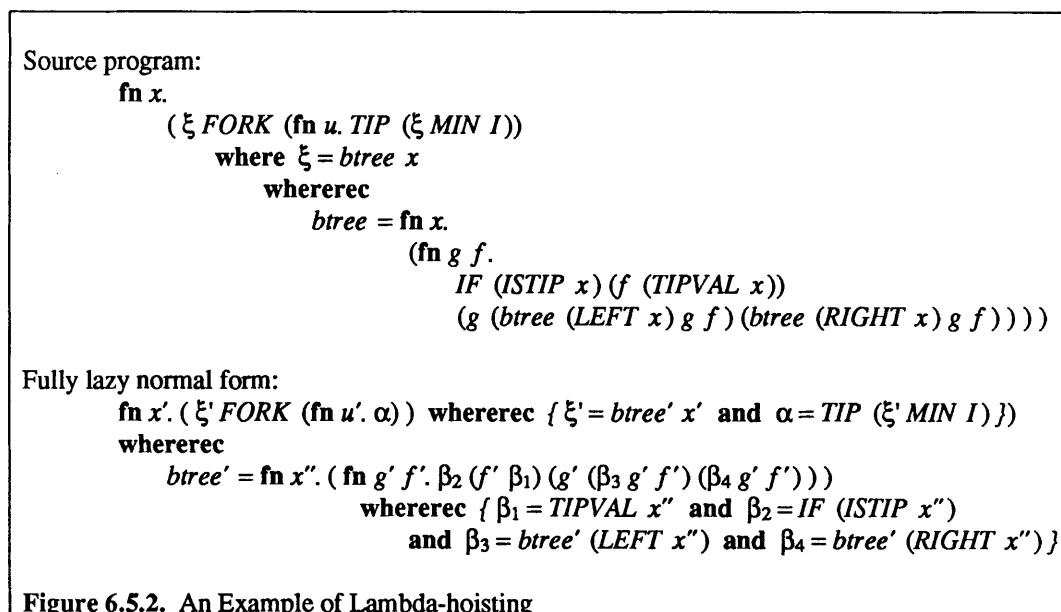 Source program:
fn x.
( ξ FORK (fn u. TIP (ξ MIN I))
where ξ = btree x
whererec
btree = fn x.
(fn g f.
IF (ISTIP x) (f (TIPVAL x))
(g (btree (LEFT x) g f ) (btree (RIGHT x) g f ) ) ) )
Fully lazy normal form:
fn x′. ( ξ' FORK (fn u′. α) ) whererec { ξ' = btree′ x′ and α = TIP (ξ' MIN I) })
whererec
btree′ = fn x″. ( fn g′ f′. β₂ (f′ β₁) (g′ (β₃ g′ f′) (β₄ g′ f′) ) )
whererec { β₁ = TIPVAL x″ and β₂ = IF (ISTIP x″)
and β₃ = btree′ (LEFT x″) and β₄ = btree′ (RIGHT x″) }
Figure 6.5.2. An Example of Lambda-hoisting